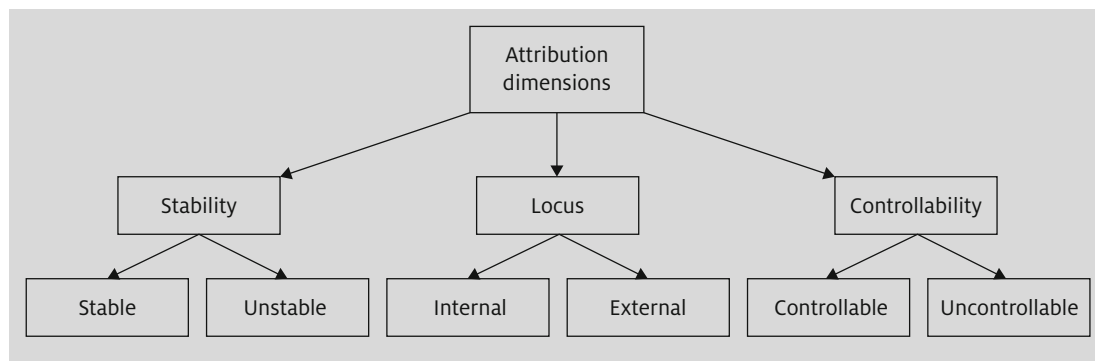 Attribution
dimensions
Stability
Locus
Controllability
Stable
Unstable
Internal
External
Controllable
Uncontrollable